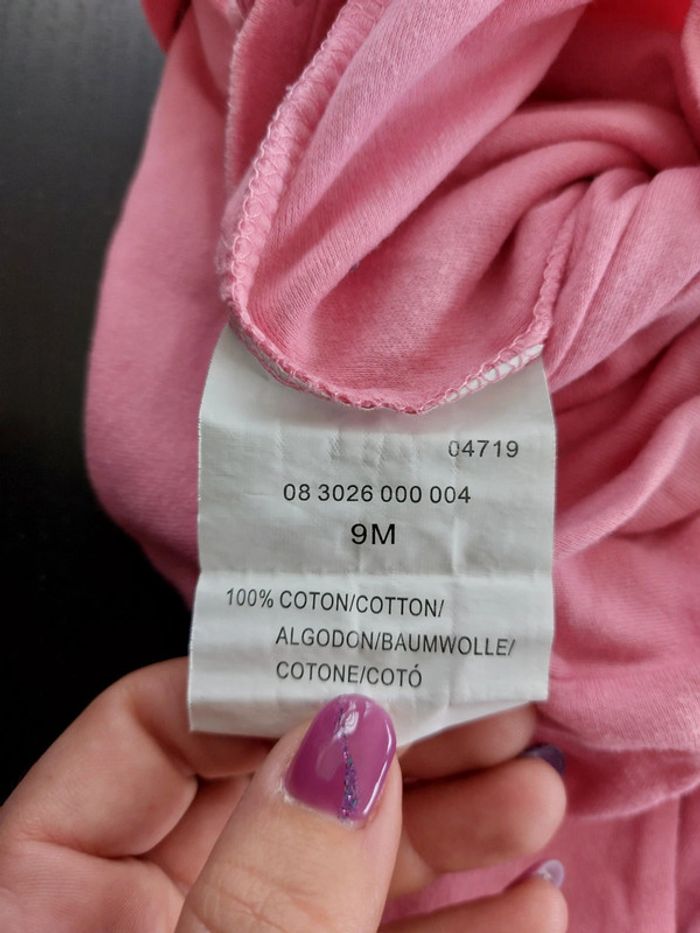 04719
08 3026 000 004
9M
100% COTON/COTTON/
ALGODON/BAUMWOLLE/
COTONE/COTÓ